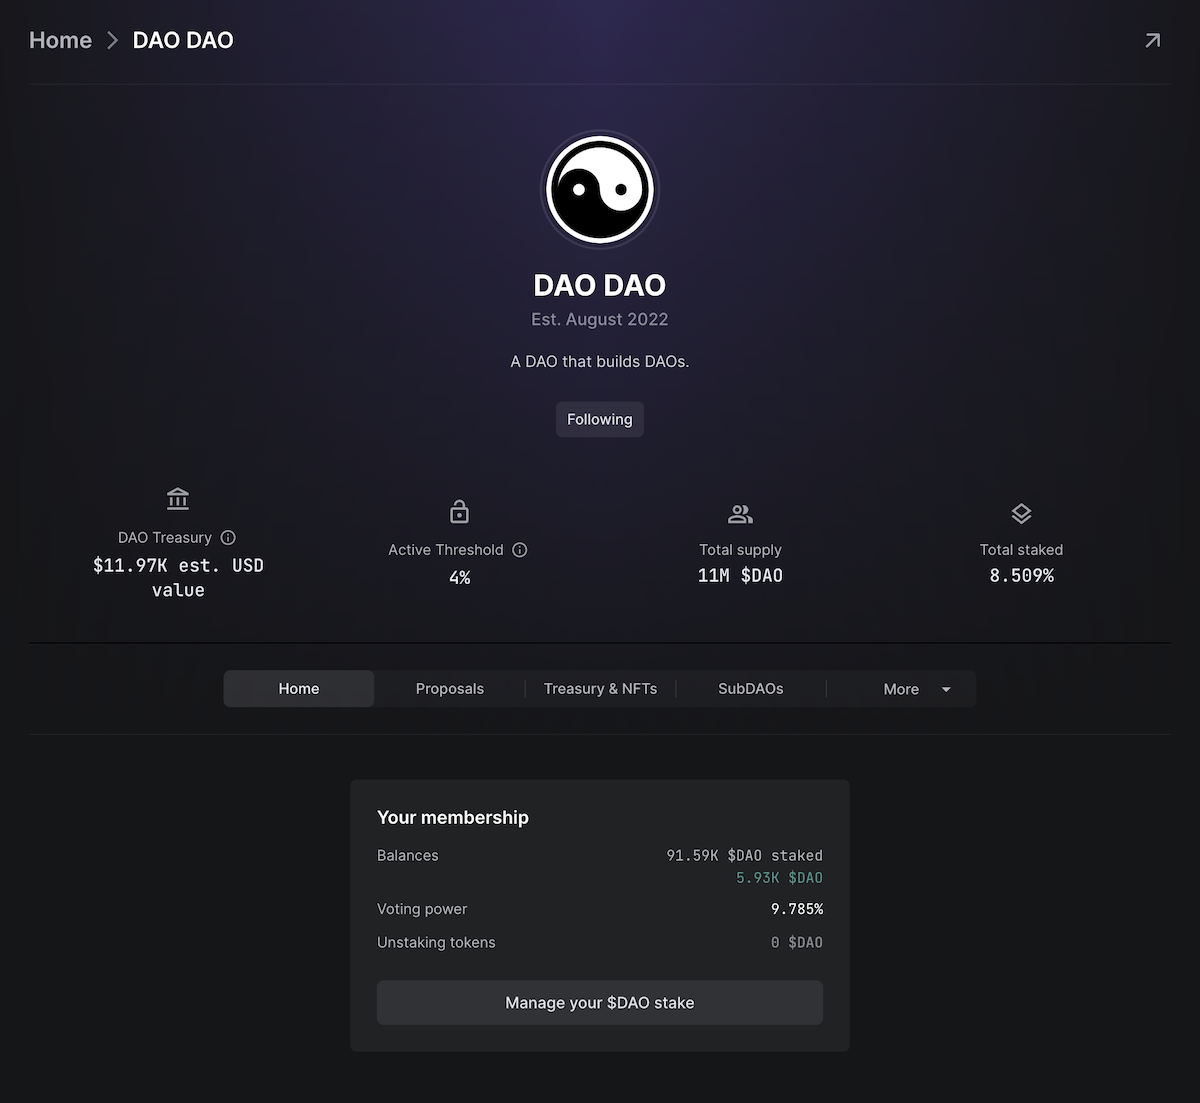 Home > DAO DAO
DAO DAO
Est. August 2022
A DAO that builds DAOs.
Following
DAO Treasury
$11.97K est. USD
value
Active Threshold
4%
Total supply
11M $DAO
Total staked
8.509%
Home Proposals Treasury & NFTs SubDAOs More
Your membership
Balances 91.59K $DAO staked
5.93K $DAO
Voting power 9.785%
Unstaking tokens 0 $DAO
Manage your $DAO stake